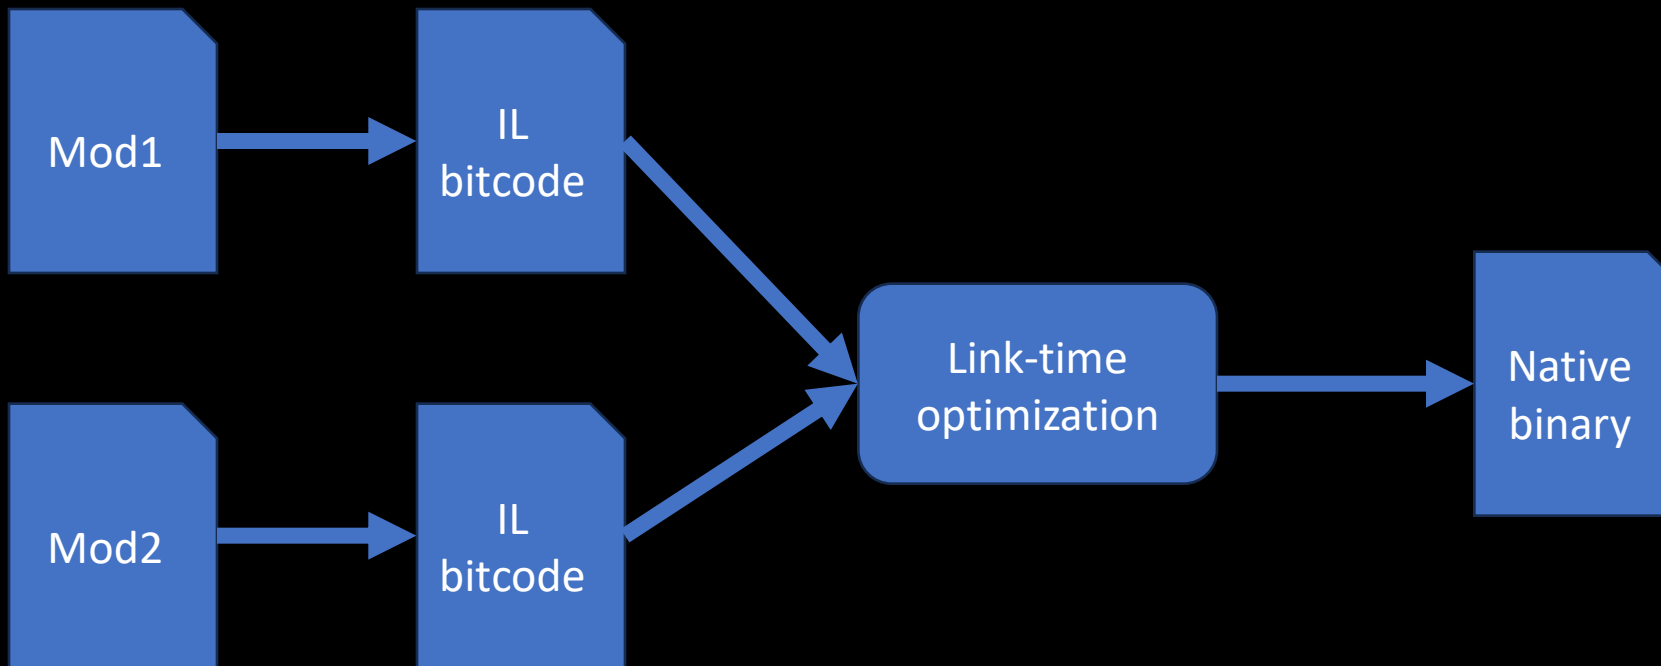 Mod1
IL
bitcode
Link-time
optimization
Native
binary
Mod2
IL
bitcode